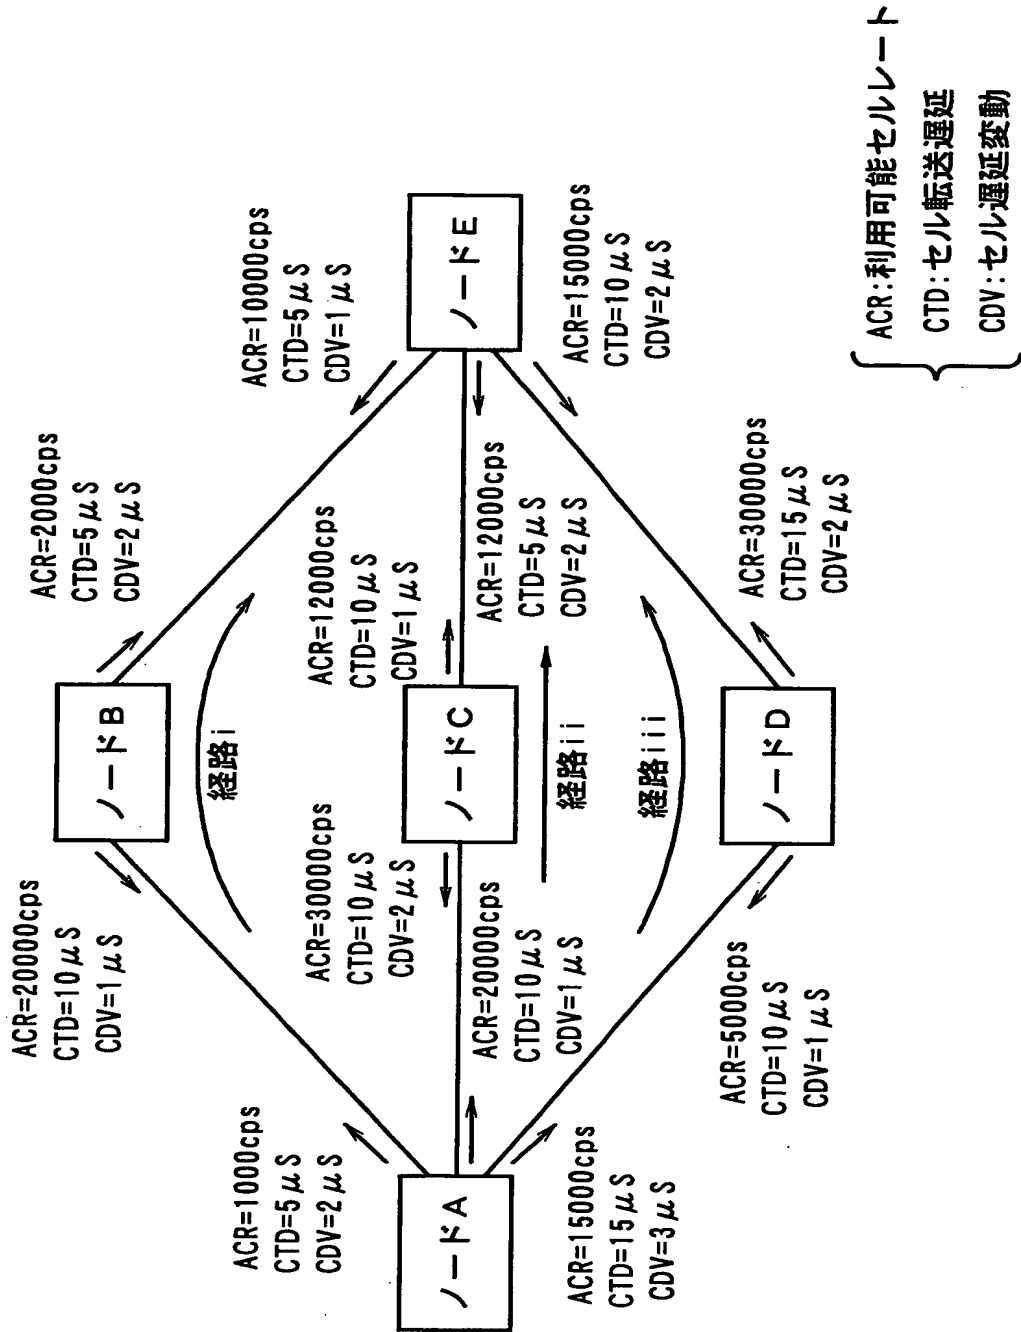 ノードA
ACR=1000cps
CTD=5μS
CDV=2μS
ACR=15000cps
CTD=15μS
CDV=3μS
ACR=20000cps
CTD=10μS
CDV=1μS
ノードB
ACR=20000cps
CTD=10μS
CDV=1μS
ACR=2000cps
CTD=5μS
CDV=2μS
経路i
ノードC
ACR=30000cps
CTD=10μS
CDV=2μS
ACR=12000cps
CTD=10μS
CDV=1μS
経路ii
経路iii
ノードD
ACR=5000cps
CTD=10μS
CDV=1μS
ACR=30000cps
CTD=15μS
CDV=2μS
ノードE
ACR=10000cps
CTD=5μS
CDV=1μS
ACR=12000cps
CTD=5μS
CDV=2μS
ACR=15000cps
CTD=10μS
CDV=2μS
ACR:利用可能セルレート
CTD:セル転送遅延
CDV:セル遅延変動